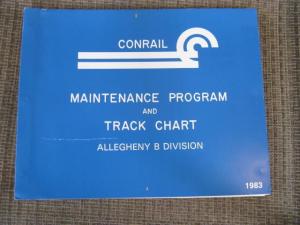 CONRAIL
MAINTENANCE PROGRAM
AND
TRACK CHART
ALLEGHENY B DIVISION
1983